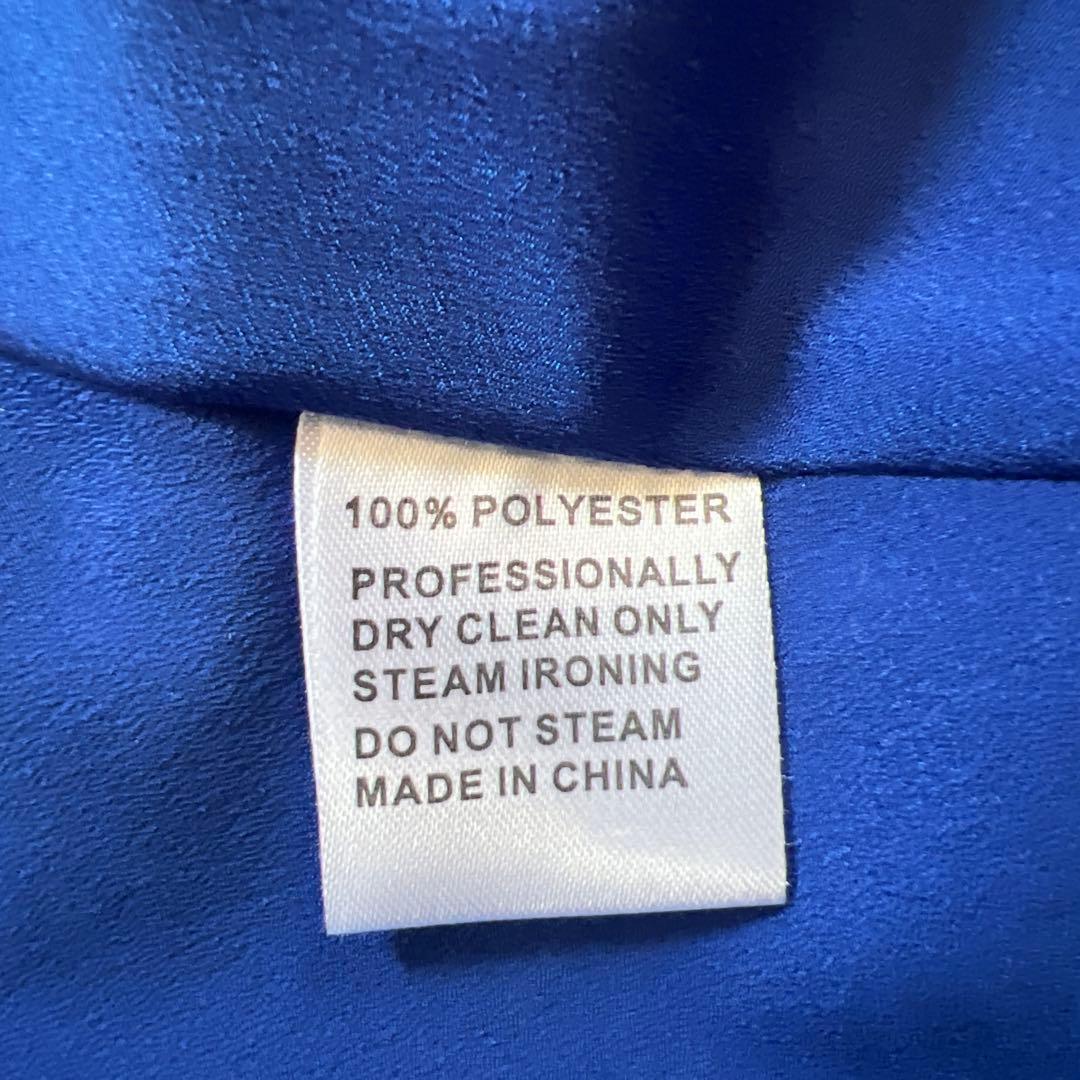 100% POLYESTER
PROFESSIONALLY
DRY CLEAN ONLY
STEAM IRONING
DO NOT STEAM
MADE IN CHINA